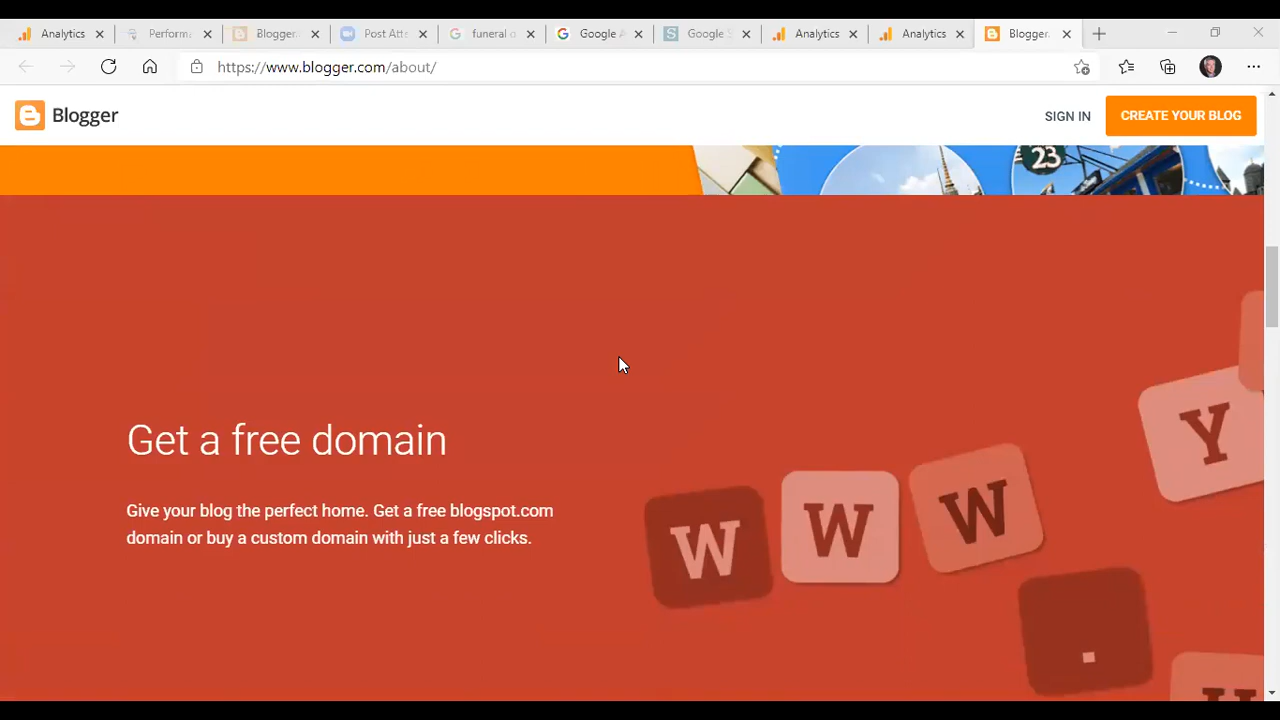 Analytics
Performa
Blogger
Post Atte
funeral d
Google A
Google S
Analytics
Analytics
Blogger.
https://www.blogger.com/about/
Blogger
SIGN IN
CREATE YOUR BLOG
23
Get a free domain
Give your blog the perfect home. Get a free blogspot.com
domain or buy a custom domain with just a few clicks.
Y
W W W
.